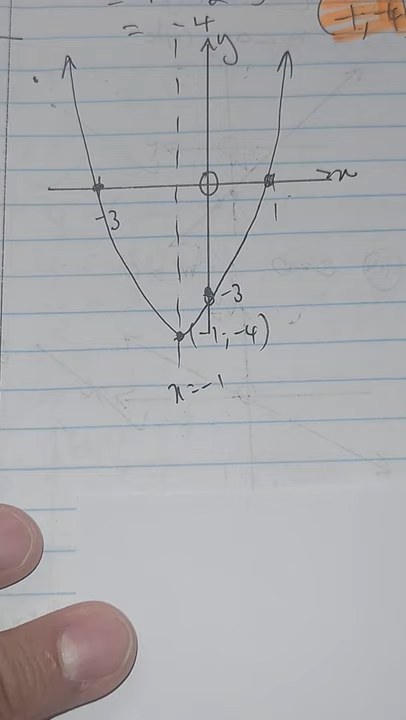 = -4
(-1; -4
y
x
0
-3
1
-3
(-1; -4)
x = -1